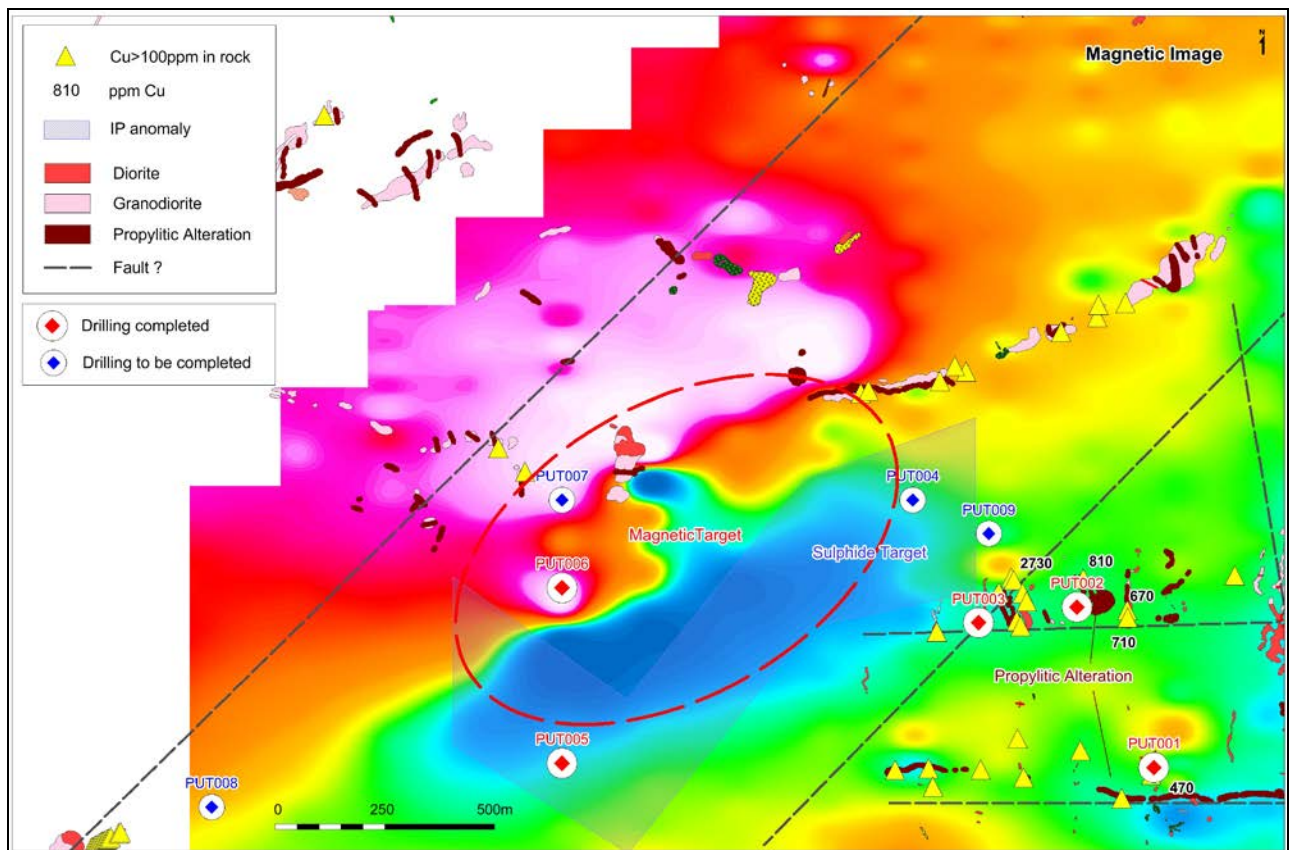 Magnetic Image
N
1
Cu>100ppm in rock
810 ppm Cu
IP anomaly
Diorite
Granodiorite
Propylitic Alteration
Fault ?
Drilling completed
Drilling to be completed
PUT007
PUT004
PUT009
MagneticTarget
Sulphide Target
PUT006
2730
810
PUT002
670
PUT003
710
Propylitic Alteration
PUT005
PUT001
PUT008
470
0 250 500m